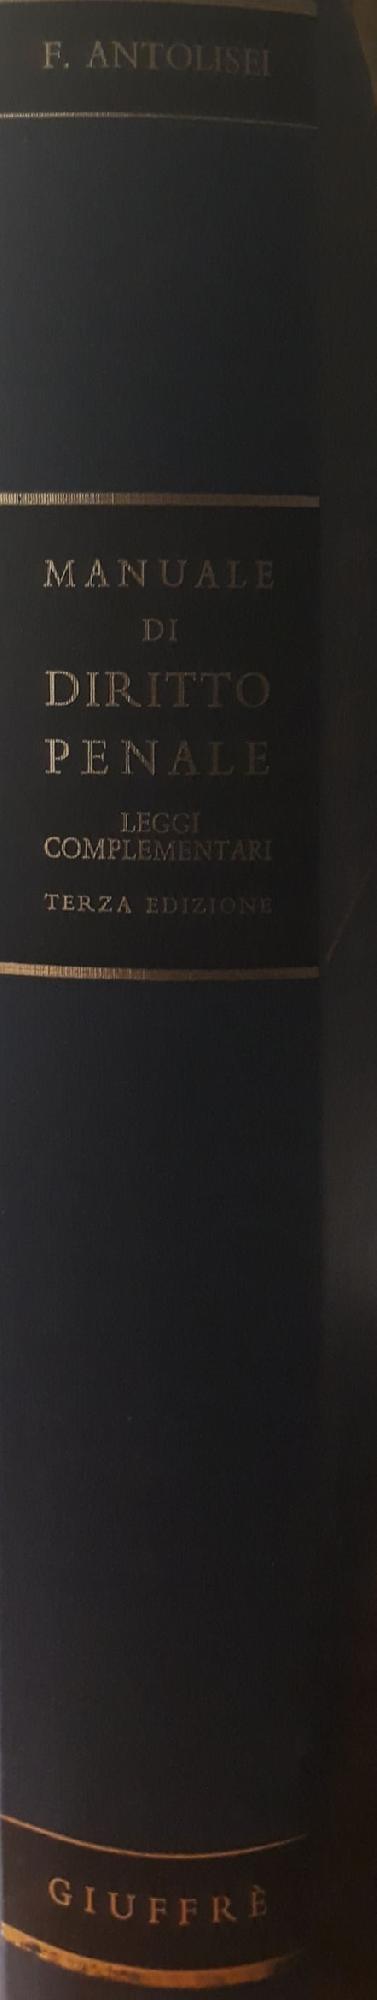 F. ANTOLISEI
MANUALE
DI
DIRITTO
PENALE
LEGGI
COMPLEMENTARI
TERZA EDIZIONE
GIUFFRÈ